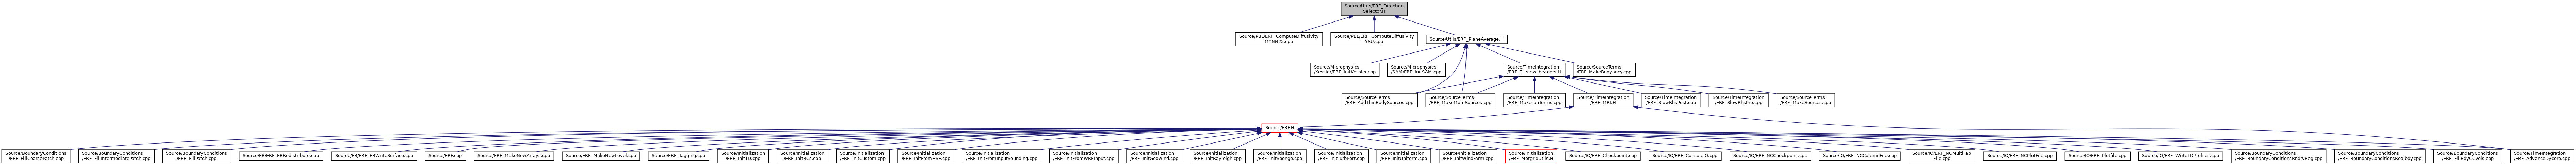 Source/Utils/ERF_Direction
Selector.H
Source/PBL/ERF_ComputeDiffusivity
MYNN25.cpp
Source/PBL/ERF_ComputeDiffusivity
YSU.cpp
Source/Utils/ERF_PlaneAverage.H
Source/Microphysics
/Kessler/ERF_InitKessler.cpp
Source/Microphysics
/SAM/ERF_InitSAM.cpp
Source/TimeIntegration
/ERF_TI_slow_headers.H
Source/SourceTerms
/ERF_MakeBuoyancy.cpp
Source/SourceTerms
/ERF_AddThinBodySources.cpp
Source/SourceTerms
/ERF_MakeMomSources.cpp
Source/TimeIntegration
/ERF_MakeTauTerms.cpp
Source/TimeIntegration
/ERF_MRI.H
Source/TimeIntegration
/ERF_SlowRhsPost.cpp
Source/TimeIntegration
/ERF_SlowRhsPre.cpp
Source/SourceTerms
/ERF_MakeSources.cpp
Source/ERF.H
Source/BoundaryConditions
/ERF_FillCoarsePatch.cpp
Source/BoundaryConditions
/ERF_FillIntermediatePatch.cpp
Source/BoundaryConditions
/ERF_FillPatch.cpp
Source/EB/ERF_EBRedistribute.cpp
Source/EB/ERF_EBWriteSurface.cpp
Source/ERF.cpp
Source/ERF_MakeNewArrays.cpp
Source/ERF_MakeNewLevel.cpp
Source/ERF_Tagging.cpp
Source/Initialization
/ERF_Init1D.cpp
Source/Initialization
/ERF_InitBCs.cpp
Source/Initialization
/ERF_InitCustom.cpp
Source/Initialization
/ERF_InitFromHSE.cpp
Source/Initialization
/ERF_InitFromInputSounding.cpp
Source/Initialization
/ERF_InitFromWRFInput.cpp
Source/Initialization
/ERF_InitGeowind.cpp
Source/Initialization
/ERF_InitRayleigh.cpp
Source/Initialization
/ERF_InitSponge.cpp
Source/Initialization
/ERF_InitTurbPert.cpp
Source/Initialization
/ERF_InitUniform.cpp
Source/Initialization
/ERF_InitWindFarm.cpp
Source/Initialization
/ERF_MetgridUtils.H
Source/IO/ERF_Checkpoint.cpp
Source/IO/ERF_ConsoleIO.cpp
Source/IO/ERF_NCCheckpoint.cpp
Source/IO/ERF_NCColumnFile.cpp
Source/IO/ERF_NCMultiFab
File.cpp
Source/IO/ERF_NCPlotFile.cpp
Source/IO/ERF_Plotfile.cpp
Source/IO/ERF_Write1DProfiles.cpp
Source/BoundaryConditions
/ERF_BoundaryConditionsBndryReg.cpp
Source/BoundaryConditions
/ERF_BoundaryConditionsRealbdy.cpp
Source/BoundaryConditions
/ERF_FillBdyCCVels.cpp
Source/TimeIntegration
/ERF_AdvanceDycore.cpp